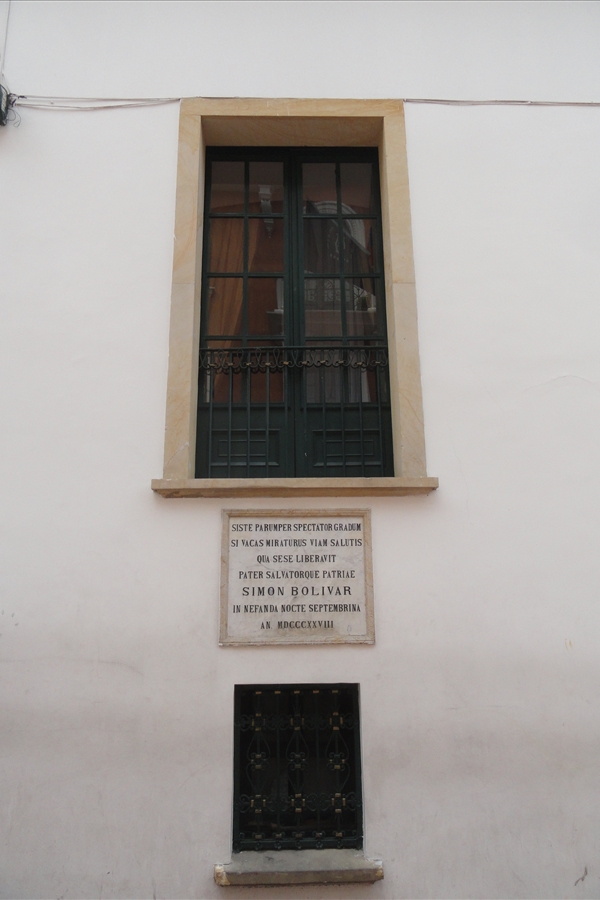 SISTE PARUMPER SPECTATOR GRADUM
SI VACAS MIRATURUS VIAM SALUTIS
QUA SESE LIBERAVIT
PATER SALVATORQUE PATRIAE
SIMON BOLIVAR
IN NEFANDA NOCTE SEPTEMBRINA
AN MDCCCXXVIII